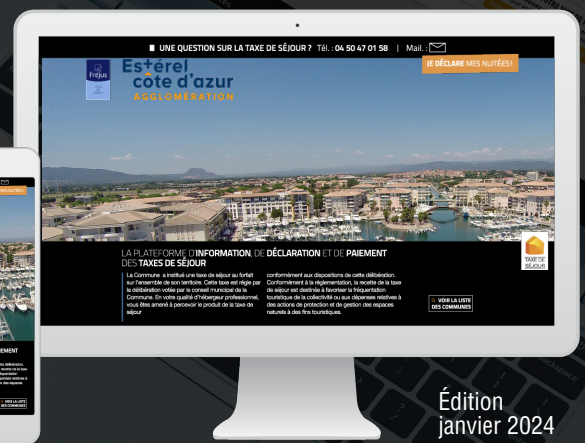 UNE QUESTION SUR LA TAXE DE SÉJOUR ? Tél. : 04 50 47 01 58 | Mail. :
JE DÉCLARE MES NUITÉES !
Fréjus
Estérel
côte d'azur
AGGLOMÉRATION
LA PLATEFORME D'INFORMATION, DE DÉCLARATION ET DE PAIEMENT
DES TAXES DE SÉJOUR
La Commune a institué une taxe de séjour au forfait
sur l'ensemble de son territoire. Cette taxe est régie par
la délibération votée par le conseil municipal de la
Commune. En votre qualité d'hébergeur professionnel,
vous êtes amené à percevoir le produit de la taxe de
séjour
conformément aux dispositions de cette délibération.
Conformément à la réglementation, la recette de la taxe
de séjour est destinée à favoriser la fréquentation
touristique de la collectivité ou aux dépenses relatives à
des actions de protection et de gestion des espaces
naturels à des fins touristiques.
TAXE DE
SÉJOUR
VOIR LA LISTE
DES COMMUNES
EMENT
VOIR LA LISTE
DES COMMUNES
Édition
janvier 2024